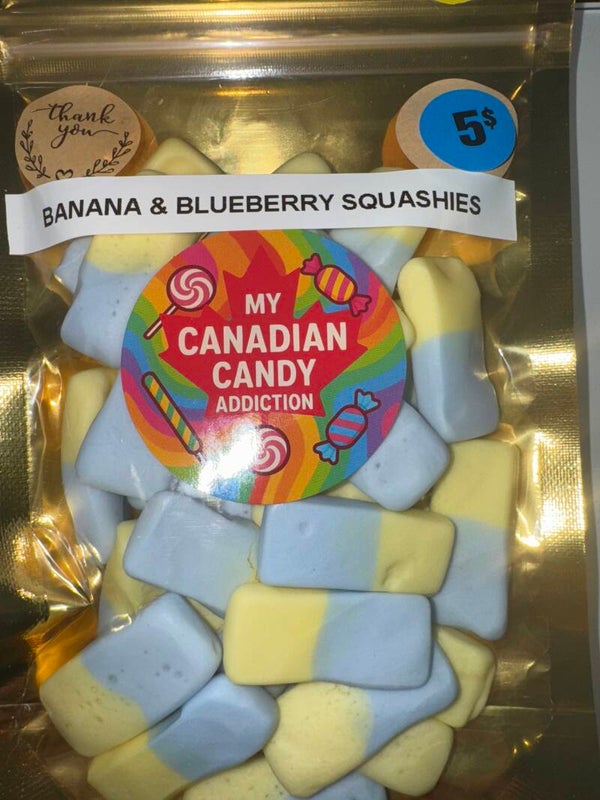 thank
you
5$
BANANA & BLUEBERRY SQUASHIES
MY
CANADIAN
CANDY
ADDICTION